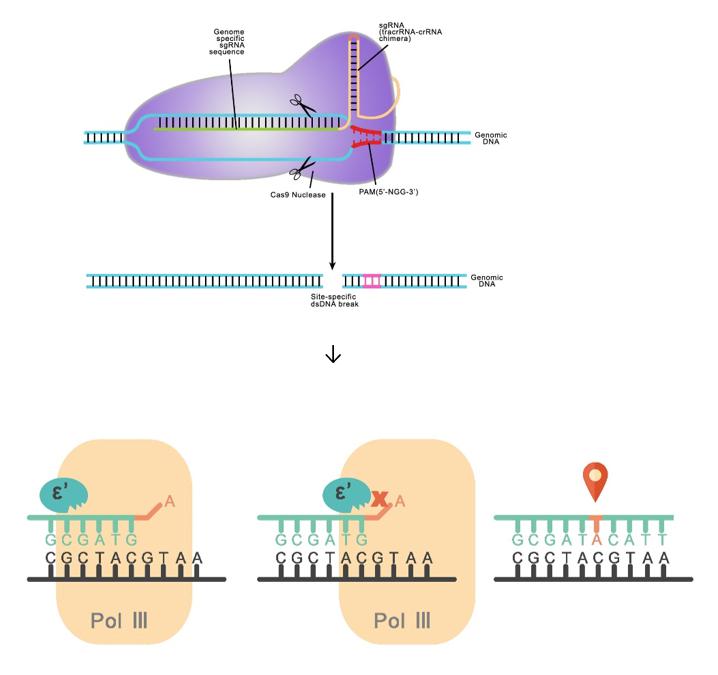 Genome
specific
sgRNA
sequence
sgRNA
(tracrRNA-crRNA
chimera)
Genomic
DNA
Cas9 Nuclease
PAM(5'-NGG-3')
Genomic
DNA
Site-specific
dsDNA break
ε'
A
GCGATG
CGCTACGTAA
Pol III
ε'
X
A
GCGATG
CGCTACGTAA
Pol III
GCGATACATT
CGCTACGTAA